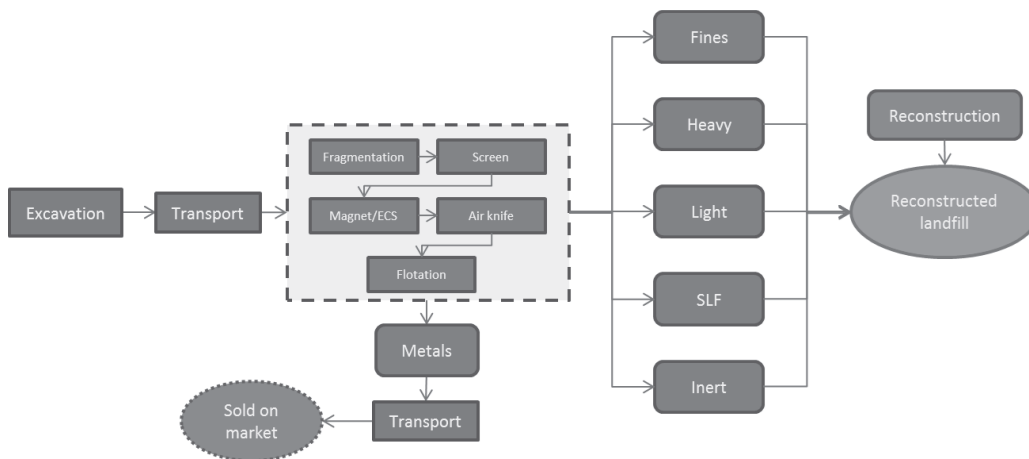 Excavation
Transport
Fragmentation
Screen
Magnet/ECS
Air knife
Flotation
Metals
Transport
Sold on
market
Fines
Heavy
Light
SLF
Inert
Reconstruction
Reconstructed
landfill